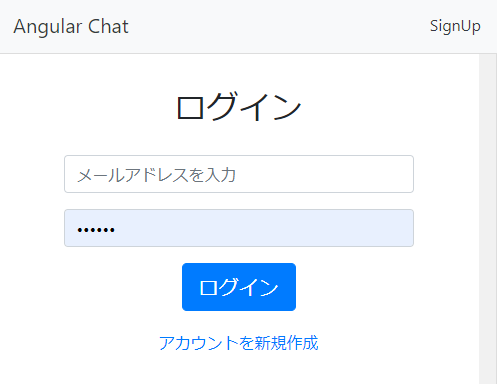 Angular Chat
SignUp
ログイン
メールアドレスを入力
••••••
ログイン
アカウントを新規作成